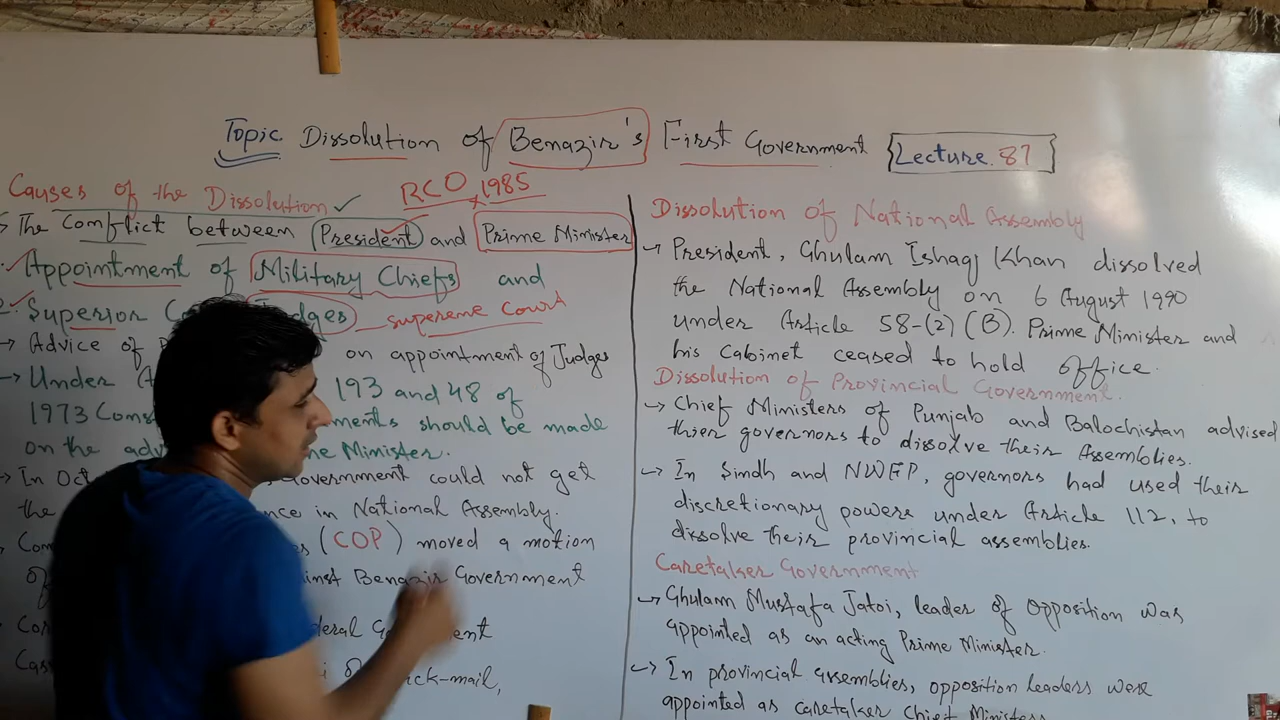 Topic Dissolution of Benazir's First Government Lecture 87
Causes of the Dissolution ✓ RCO 1985
The Conflict between President and Prime Minister
Appointment of Military Chiefs and
Superior Judges supreme Court
→ Advice of on appointment of Judges
→ Under 193 and 48 of
1973 should be made
on the Minister.
→ In Government could not get
the in National Assembly.
(COP) moved a motion
of Benazir Government
Dissolution of National Assembly
→ President, Ghulam Ishaq Khan dissolved
the National Assembly on 6 August 1990
under Article 58-(2) (B). Prime Minister and
his Cabinet ceased to hold office.
Dissolution of Provincial Government.
→ Chief Ministers of Punjab and Balochistan advised
thier governors to dissolve their Assemblies.
→ In Sindh and NWFP, governors had used their
discretionary powers under Article 112, to
dissolve their provincial assemblies.
Caretaker Government
→ Ghulam Mustafa Jatoi, leader of opposition was
appointed as an acting Prime Minister.
→ In provincial assemblies, opposition leaders were
appointed as caretaker Chief Ministers